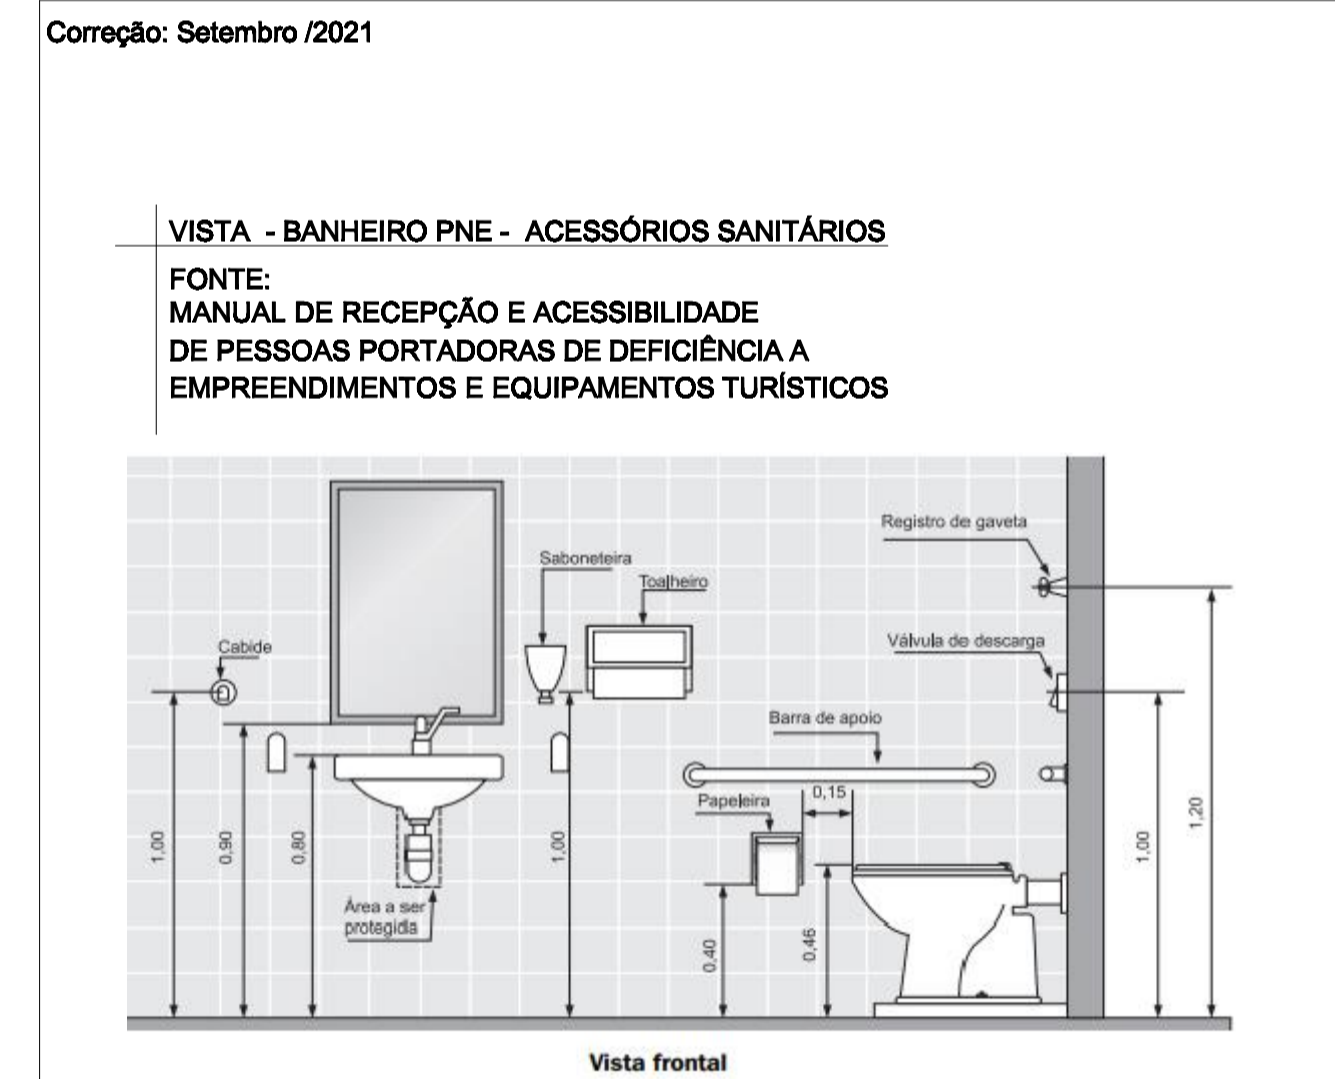 Correção: Setembro /2021
VISTA - BANHEIRO PNE - ACESSÓRIOS SANITÁRIOS
FONTE:
MANUAL DE RECEPÇÃO E ACESSIBILIDADE
DE PESSOAS PORTADORAS DE DEFICIÊNCIA A
EMPREENDIMENTOS E EQUIPAMENTOS TURÍSTICOS
Registro de gaveta
Saboneteira
Toalheiro
Cabide
Válvula de descarga
Barra de apoio
Papeleira
0,15
1,00
0,90
0,80
1,00
1,00
1,20
Área a ser
protegida
0,40
0,46
Vista frontal